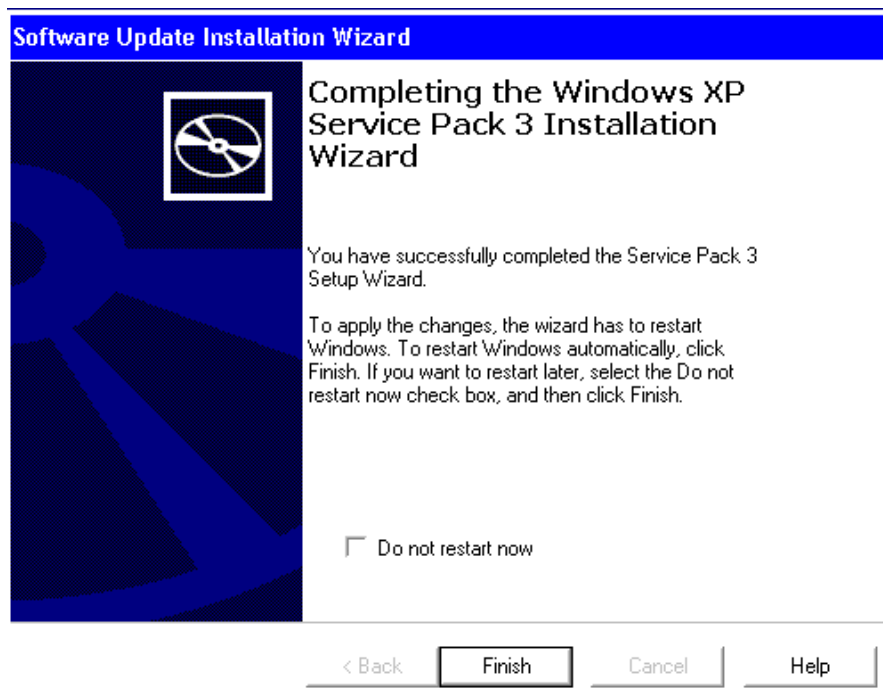 Software Update Installation Wizard
Completing the Windows XP
Service Pack 3 Installation
Wizard
You have successfully completed the Service Pack 3
Setup Wizard.
To apply the changes, the wizard has to restart
Windows. To restart Windows automatically, click
Finish. If you want to restart later, select the Do not
restart now check box, and then click Finish.
Do not restart now
< Back Finish Cancel Help